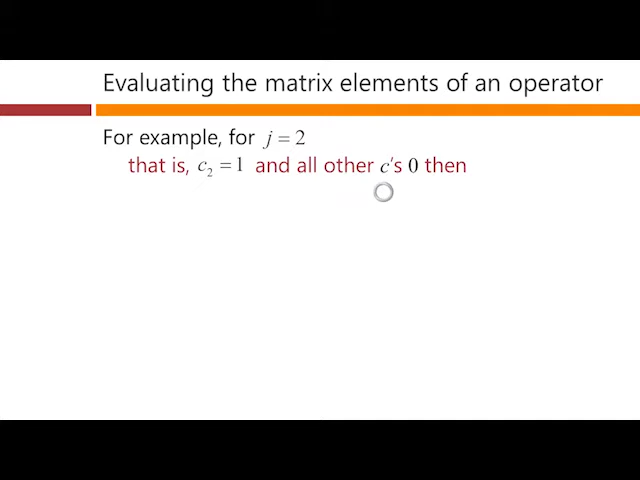 Evaluating the matrix elements of an operator
For example, for j = 2
that is, c₂ = 1 and all other c's 0 then